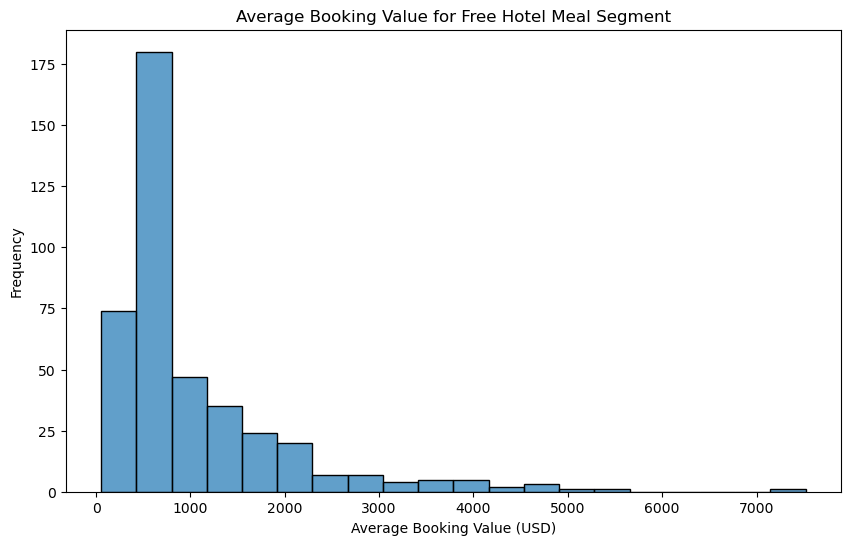 Average Booking Value for Free Hotel Meal Segment
175
150
125
100
75
50
25
0
Frequency
0 1000 2000 3000 4000 5000 6000 7000
Average Booking Value (USD)